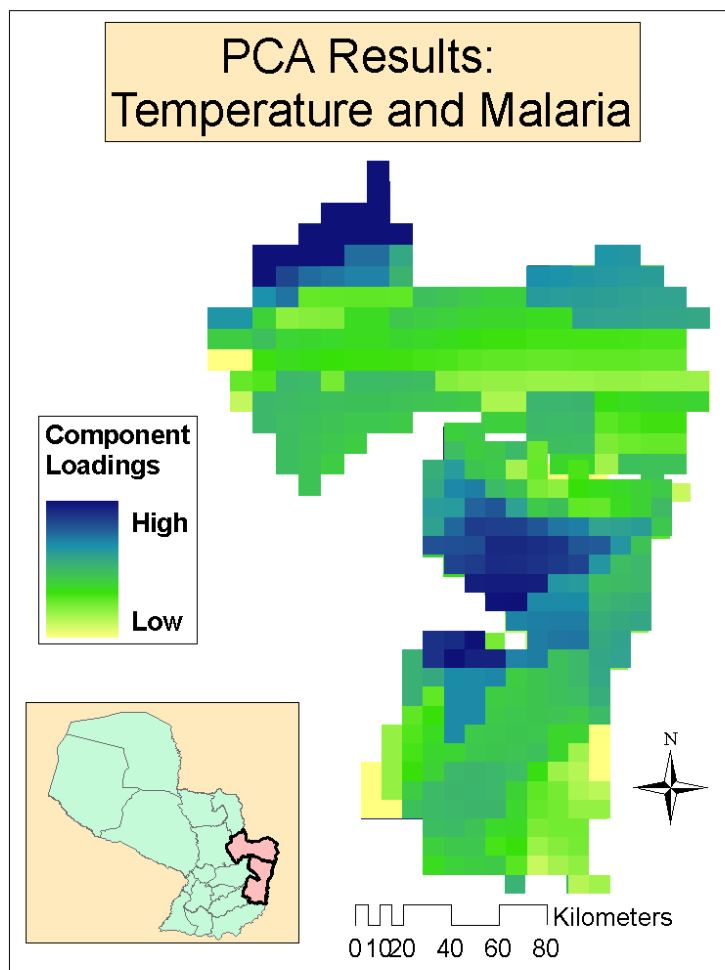 PCA Results:
Temperature and Malaria
Component
Loadings
High
Low
N
Kilometers
0 10 20 40 60 80